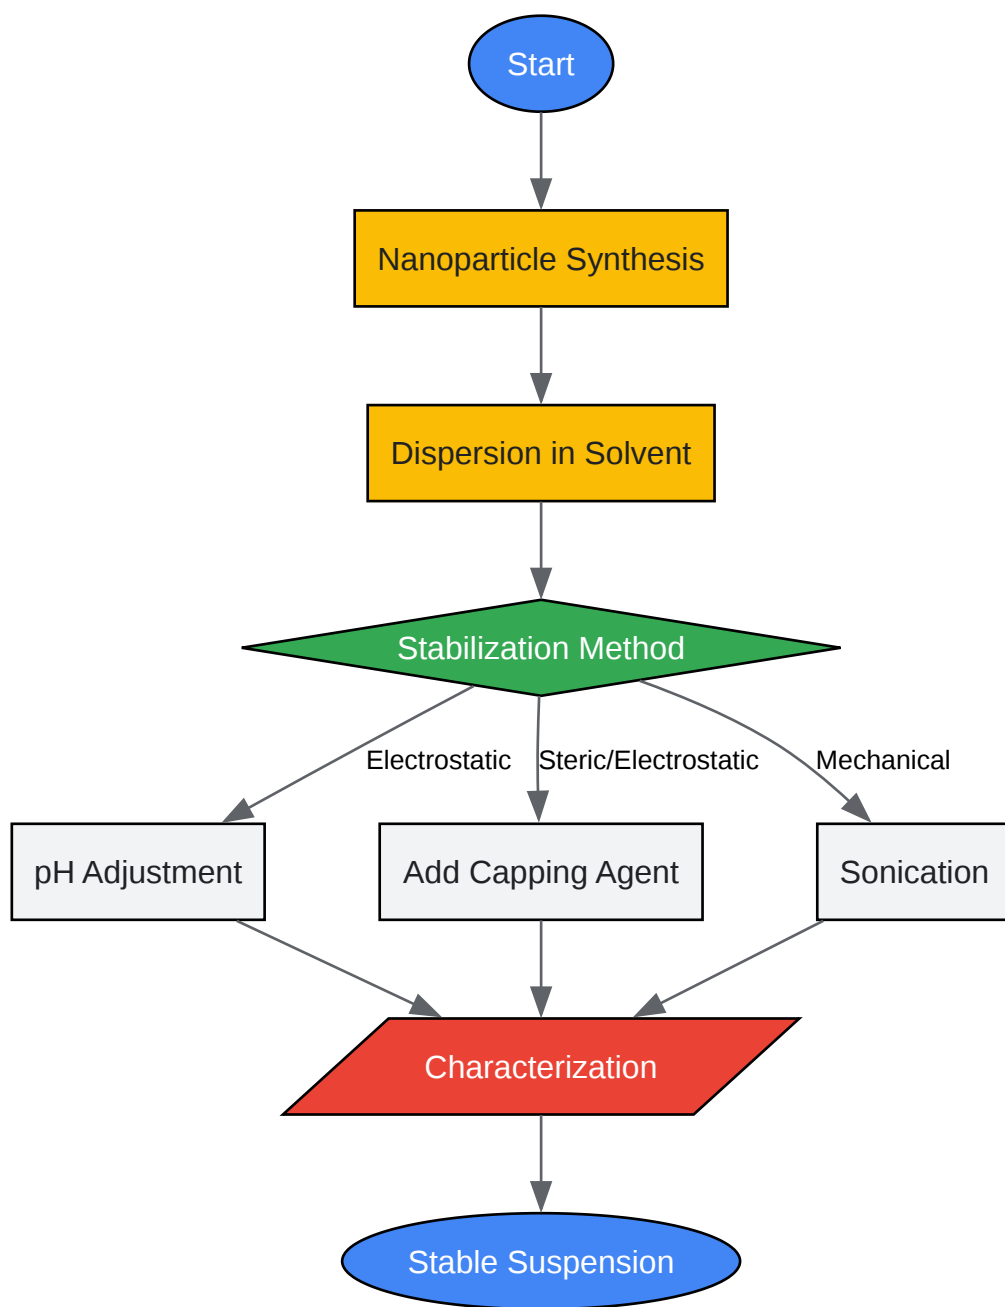 Start
Nanoparticle Synthesis
Dispersion in Solvent
Stabilization Method
Electrostatic
Steric/Electrostatic
Mechanical
pH Adjustment
Add Capping Agent
Sonication
Characterization
Stable Suspension